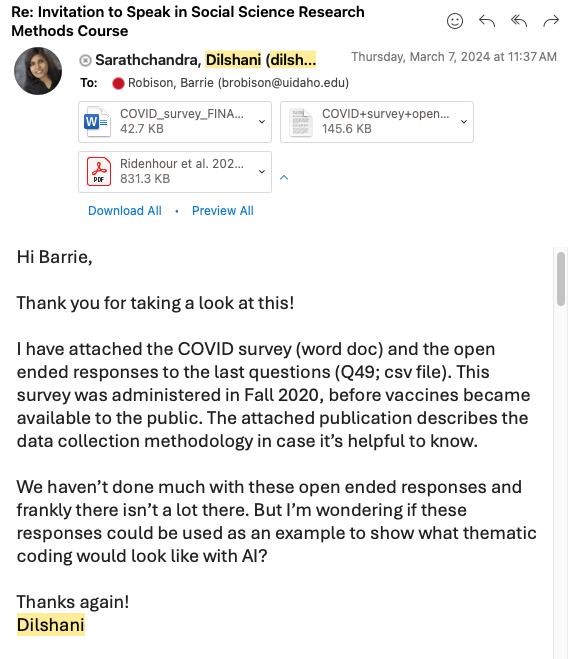 Re: Invitation to Speak in Social Science Research
Methods Course
Sarathchandra, Dilshani (dilsh...
Thursday, March 7, 2024 at 11:37 AM
To: Robison, Barrie (brobison@uidaho.edu)
COVID_survey_FINA...
42.7 KB
COVID+survey+open...
145.6 KB
PDF
Ridenhour et al. 202...
831.3 KB
Download All • Preview All
Hi Barrie,
Thank you for taking a look at this!
I have attached the COVID survey (word doc) and the open
ended responses to the last questions (Q49; csv file). This
survey was administered in Fall 2020, before vaccines became
available to the public. The attached publication describes the
data collection methodology in case it’s helpful to know.
We haven’t done much with these open ended responses and
frankly there isn’t a lot there. But I’m wondering if these
responses could be used as an example to show what thematic
coding would look like with AI?
Thanks again!
Dilshani